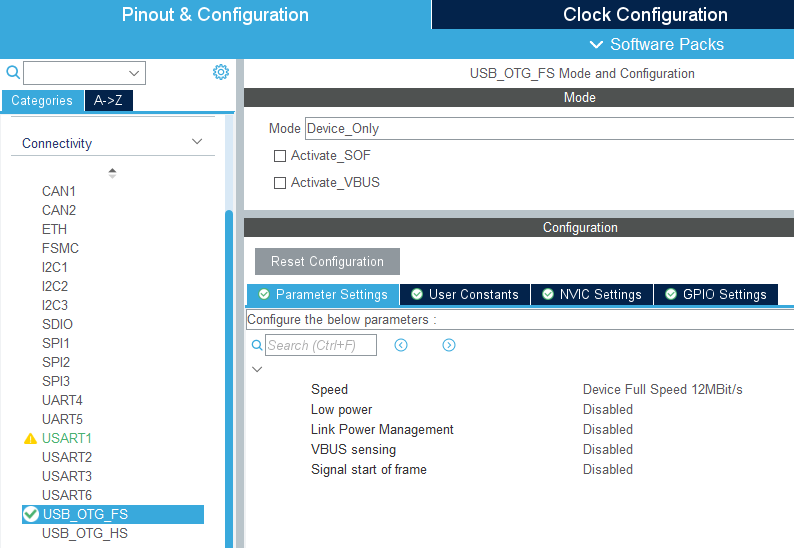 Pinout & Configuration
Clock Configuration
Software Packs
Categories
A->Z
Connectivity
CAN1
CAN2
ETH
FSMC
I2C1
I2C2
I2C3
SDIO
SPI1
SPI2
SPI3
UART4
UART5
USART1
USART2
USART3
USART6
USB_OTG_FS
USB_OTG_HS
USB_OTG_FS Mode and Configuration
Mode
Mode Device_Only
Activate_SOF
Activate_VBUS
Configuration
Reset Configuration
Parameter Settings
User Constants
NVIC Settings
GPIO Settings
Configure the below parameters :
Search (Ctrl+F)
Speed Device Full Speed 12MBit/s
Low power Disabled
Link Power Management Disabled
VBUS sensing Disabled
Signal start of frame Disabled